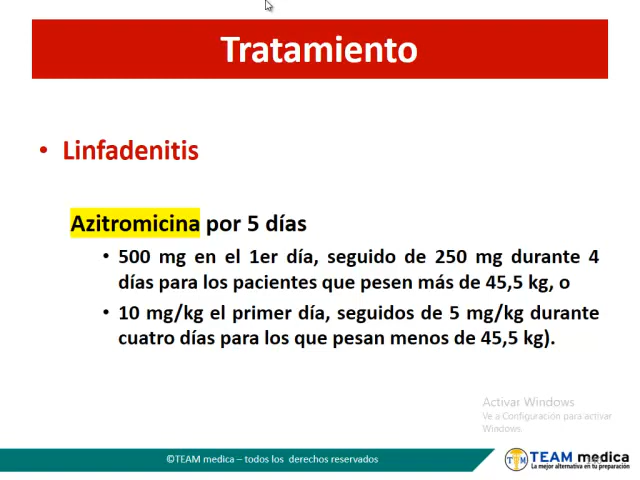 Tratamiento
• Linfadenitis
Azitromicina por 5 días
• 500 mg en el 1er día, seguido de 250 mg durante 4
días para los pacientes que pesen más de 45,5 kg, o
• 10 mg/kg el primer día, seguidos de 5 mg/kg durante
cuatro días para los que pesan menos de 45,5 kg).
Activar Windows
Ve a Configuración para activar
Windows.
©TEAM medica – todos los derechos reservados
TEAM medica
La mejor alternativa en tu preparación